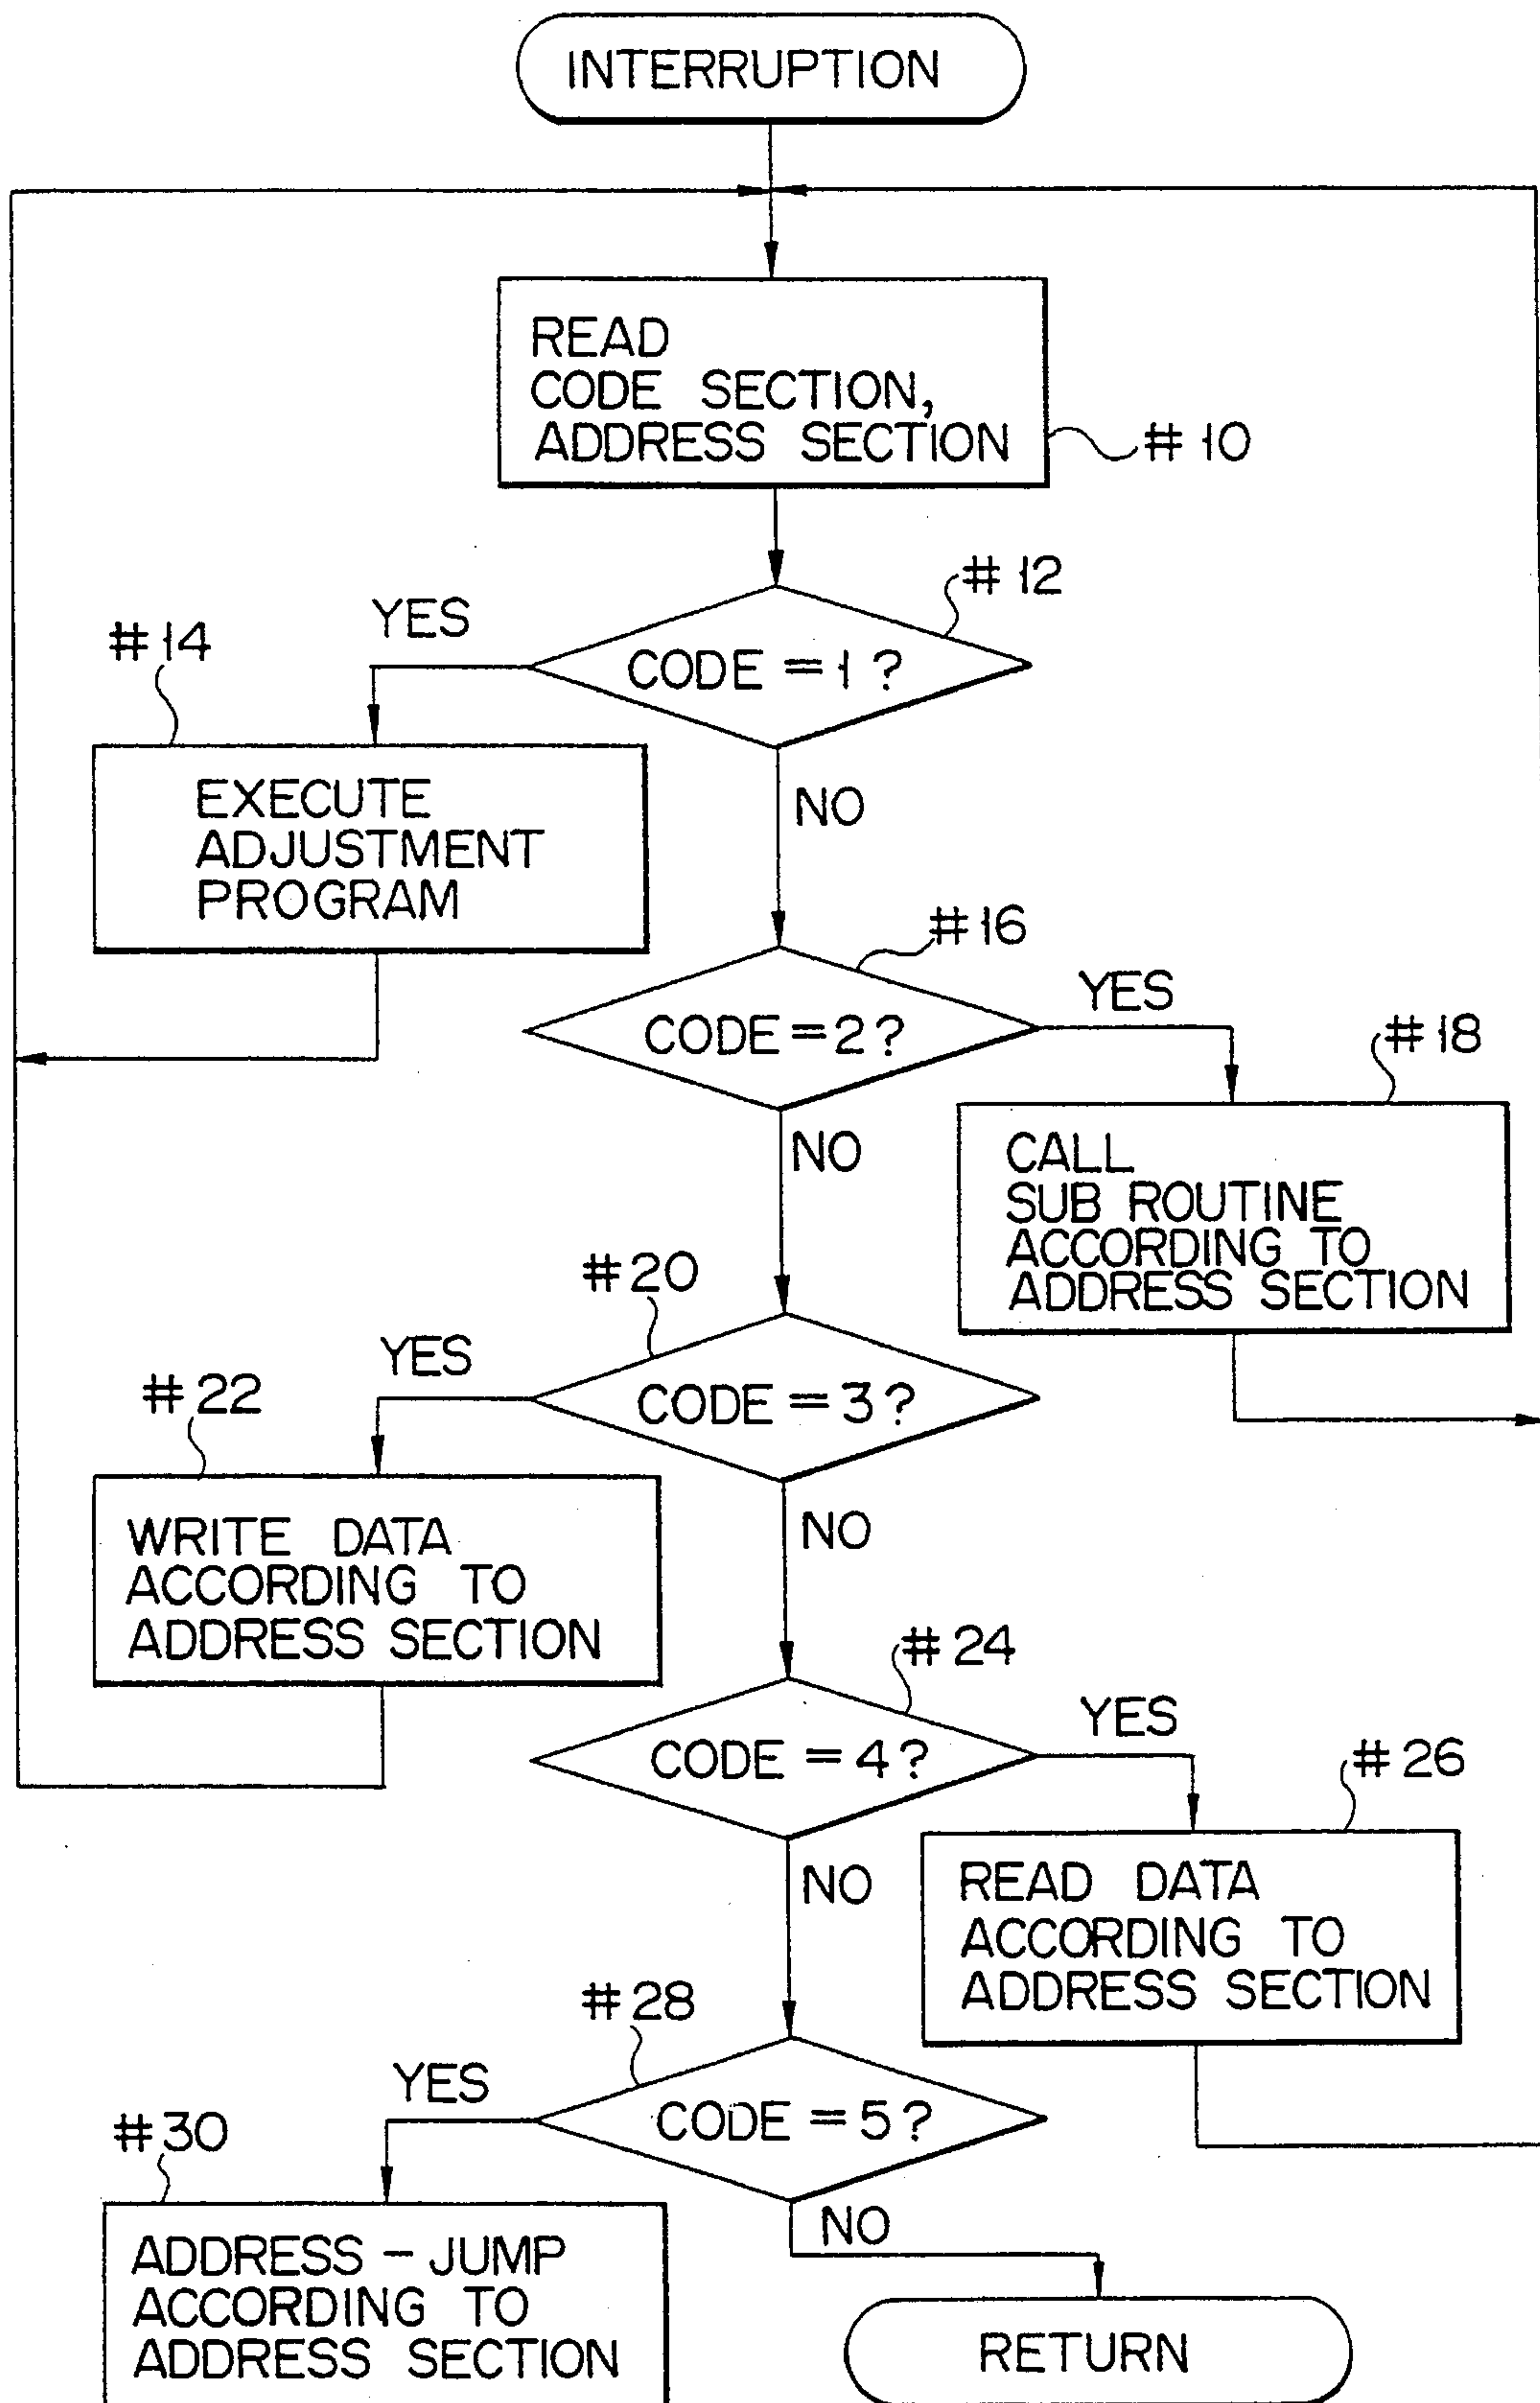 INTERRUPTION
READ
CODE SECTION,
ADDRESS SECTION
#10
#12
YES
CODE = 1 ?
#14
EXECUTE
ADJUSTMENT
PROGRAM
NO
#16
YES
CODE = 2 ?
#18
CALL
SUB ROUTINE
ACCORDING TO
ADDRESS SECTION
NO
#20
YES
CODE = 3 ?
#22
WRITE DATA
ACCORDING TO
ADDRESS SECTION
NO
#24
YES
CODE = 4 ?
#26
READ DATA
ACCORDING TO
ADDRESS SECTION
NO
#28
YES
CODE = 5 ?
#30
ADDRESS - JUMP
ACCORDING TO
ADDRESS SECTION
NO
RETURN